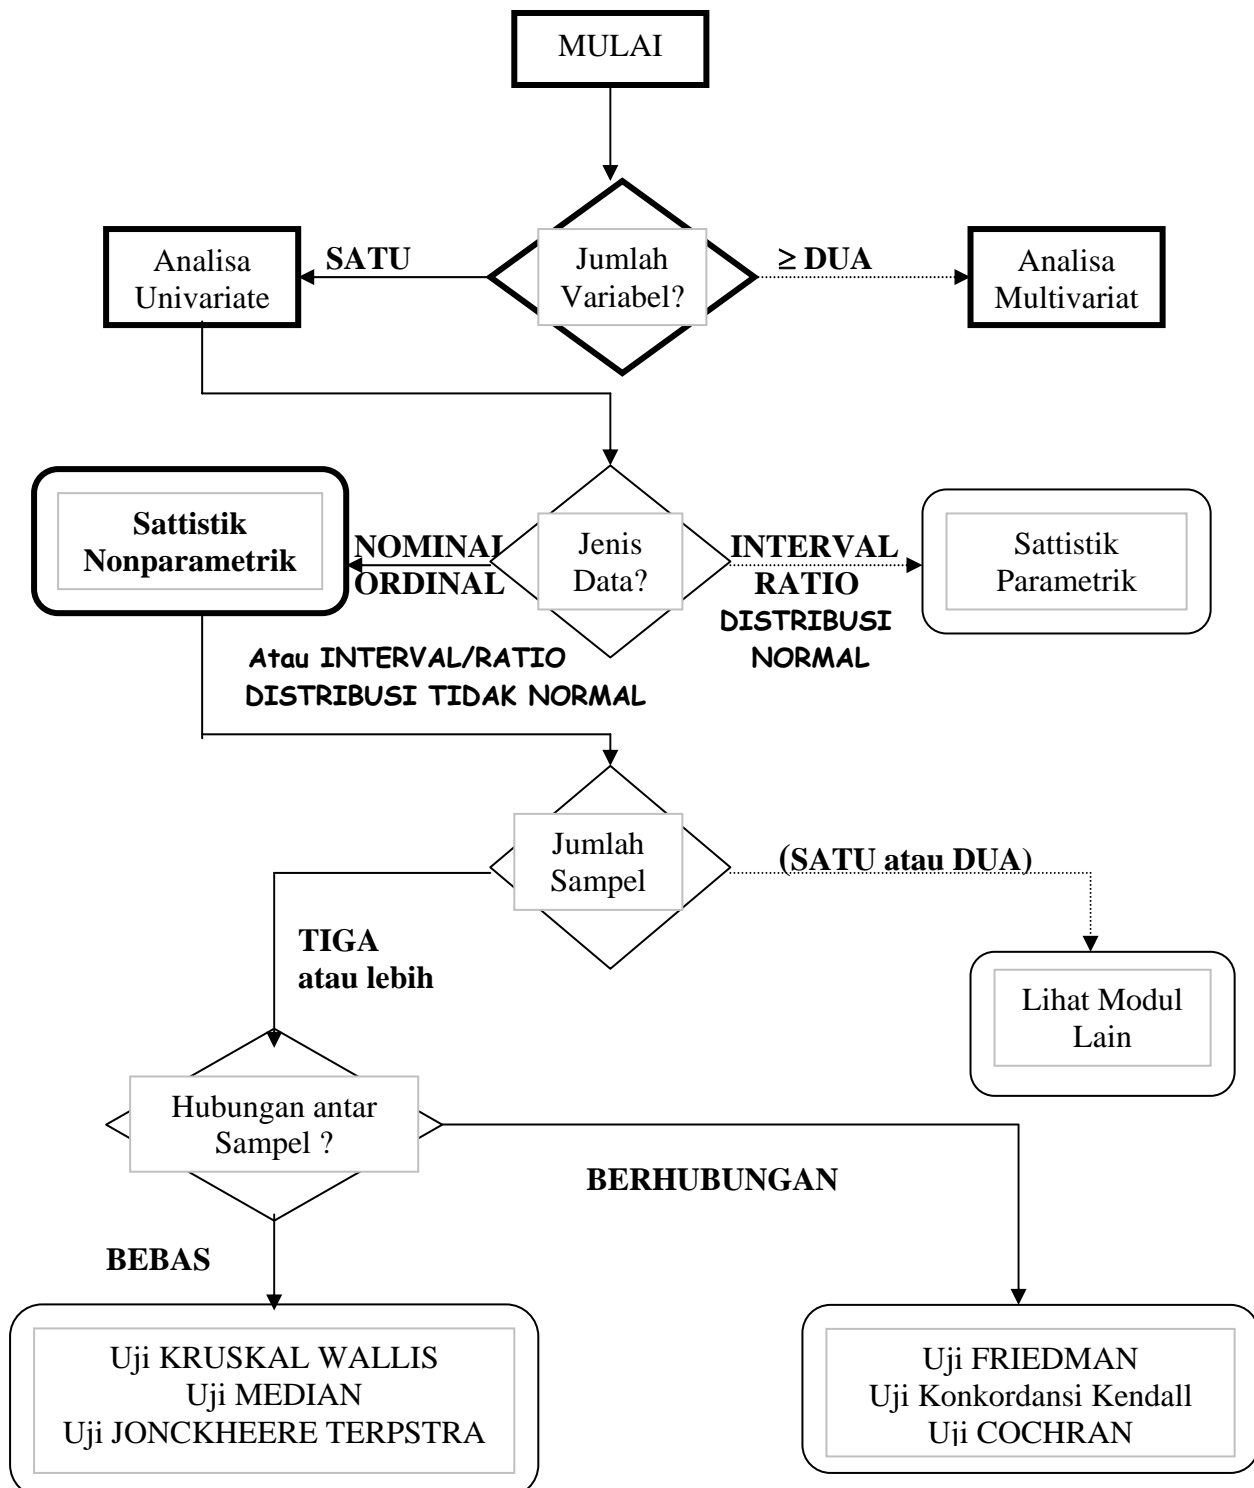 MULAI
SATU
Jumlah
Variabel?
≥ DUA
Analisa
Univariate
Analisa
Multivariat
Sattistik
Nonparametrik
NOMINAL
ORDINAL
Jenis
Data?
INTERVAL
RATIO
DISTRIBUSI
NORMAL
Sattistik
Parametrik
Atau INTERVAL/RATIO
DISTRIBUSI TIDAK NORMAL
Jumlah
Sampel
(SATU atau DUA)
TIGA
atau lebih
Lihat Modul
Lain
Hubungan antar
Sampel ?
BERHUBUNGAN
BEBAS
Uji KRUSKAL WALLIS
Uji MEDIAN
Uji JONCKHEERE TERPSTRA
Uji FRIEDMAN
Uji Konkordansi Kendall
Uji COCHRAN